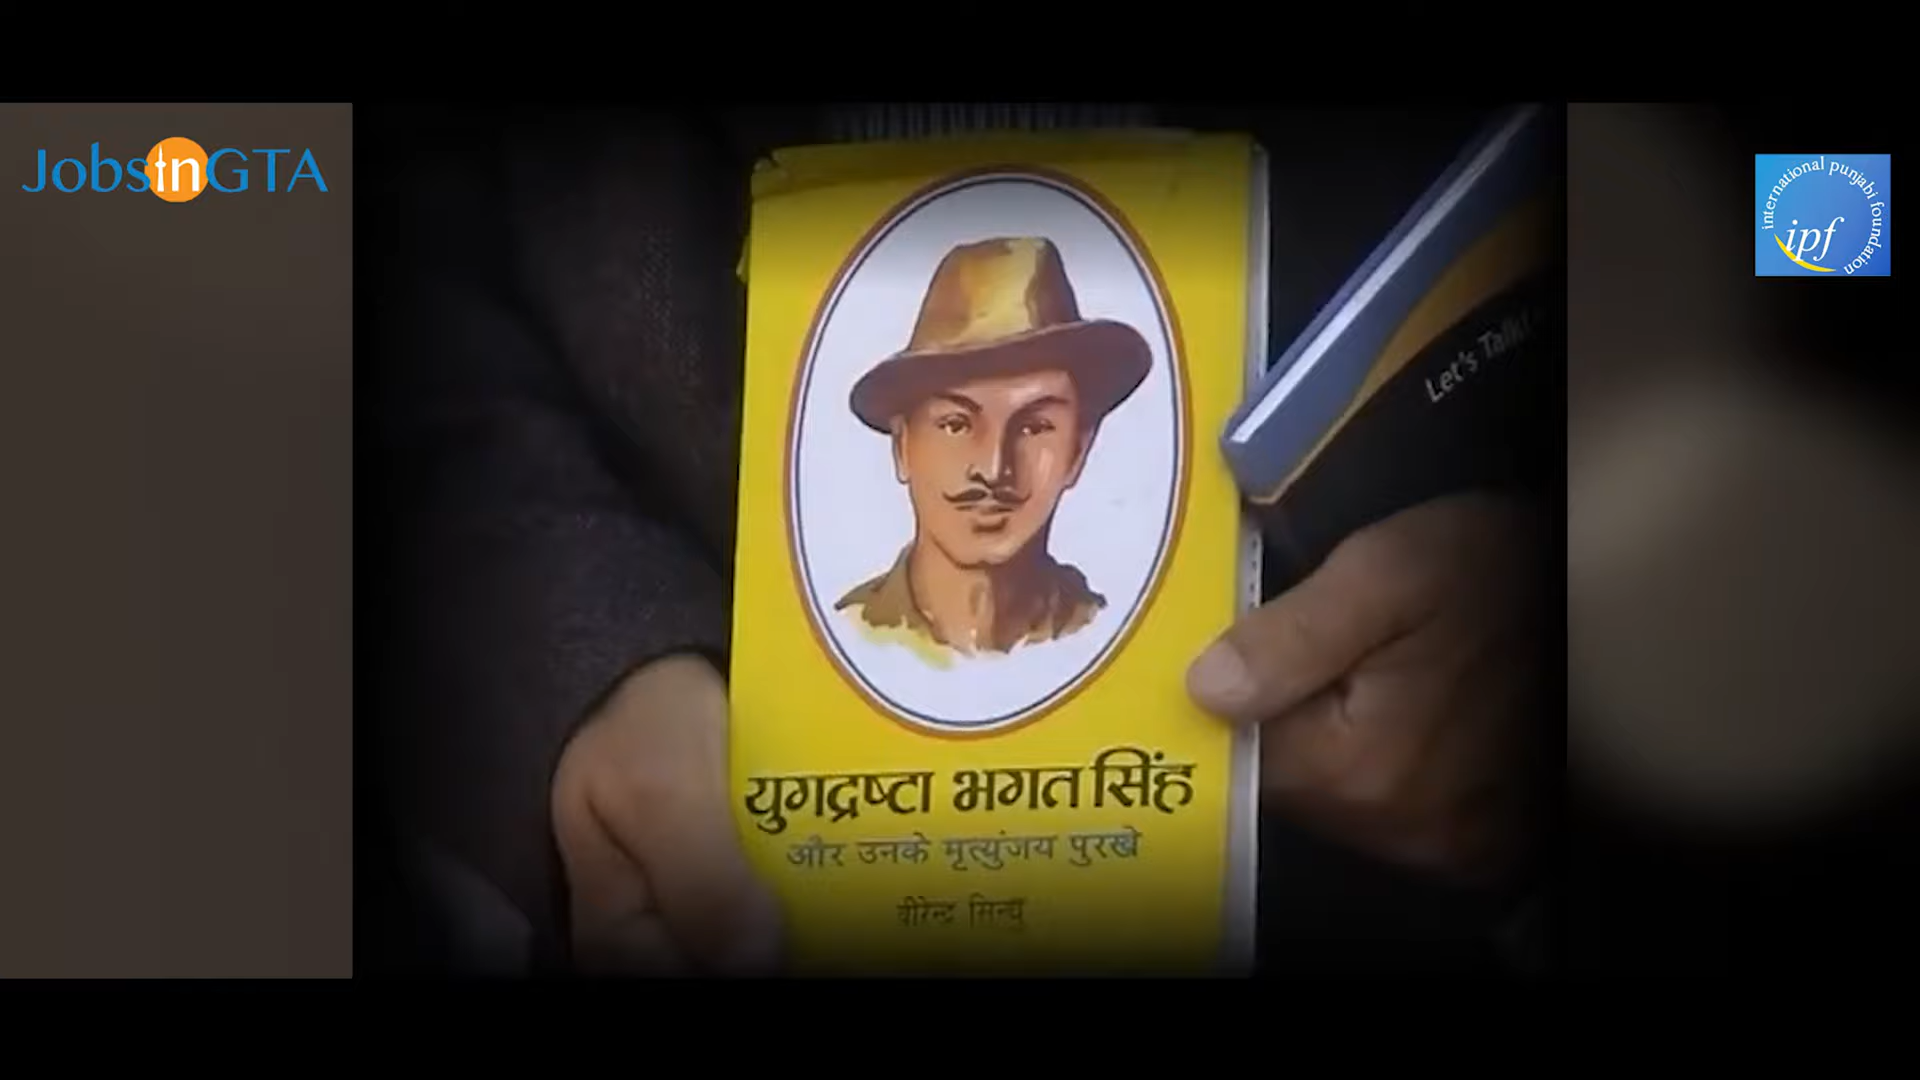 JobsinGTA
international punjabi foundation
ipf
Let's Talk
युगद्रष्टा भगत सिंह
और उनके मृत्युंजय पुरखे
वीरेन्द्र सिन्धु